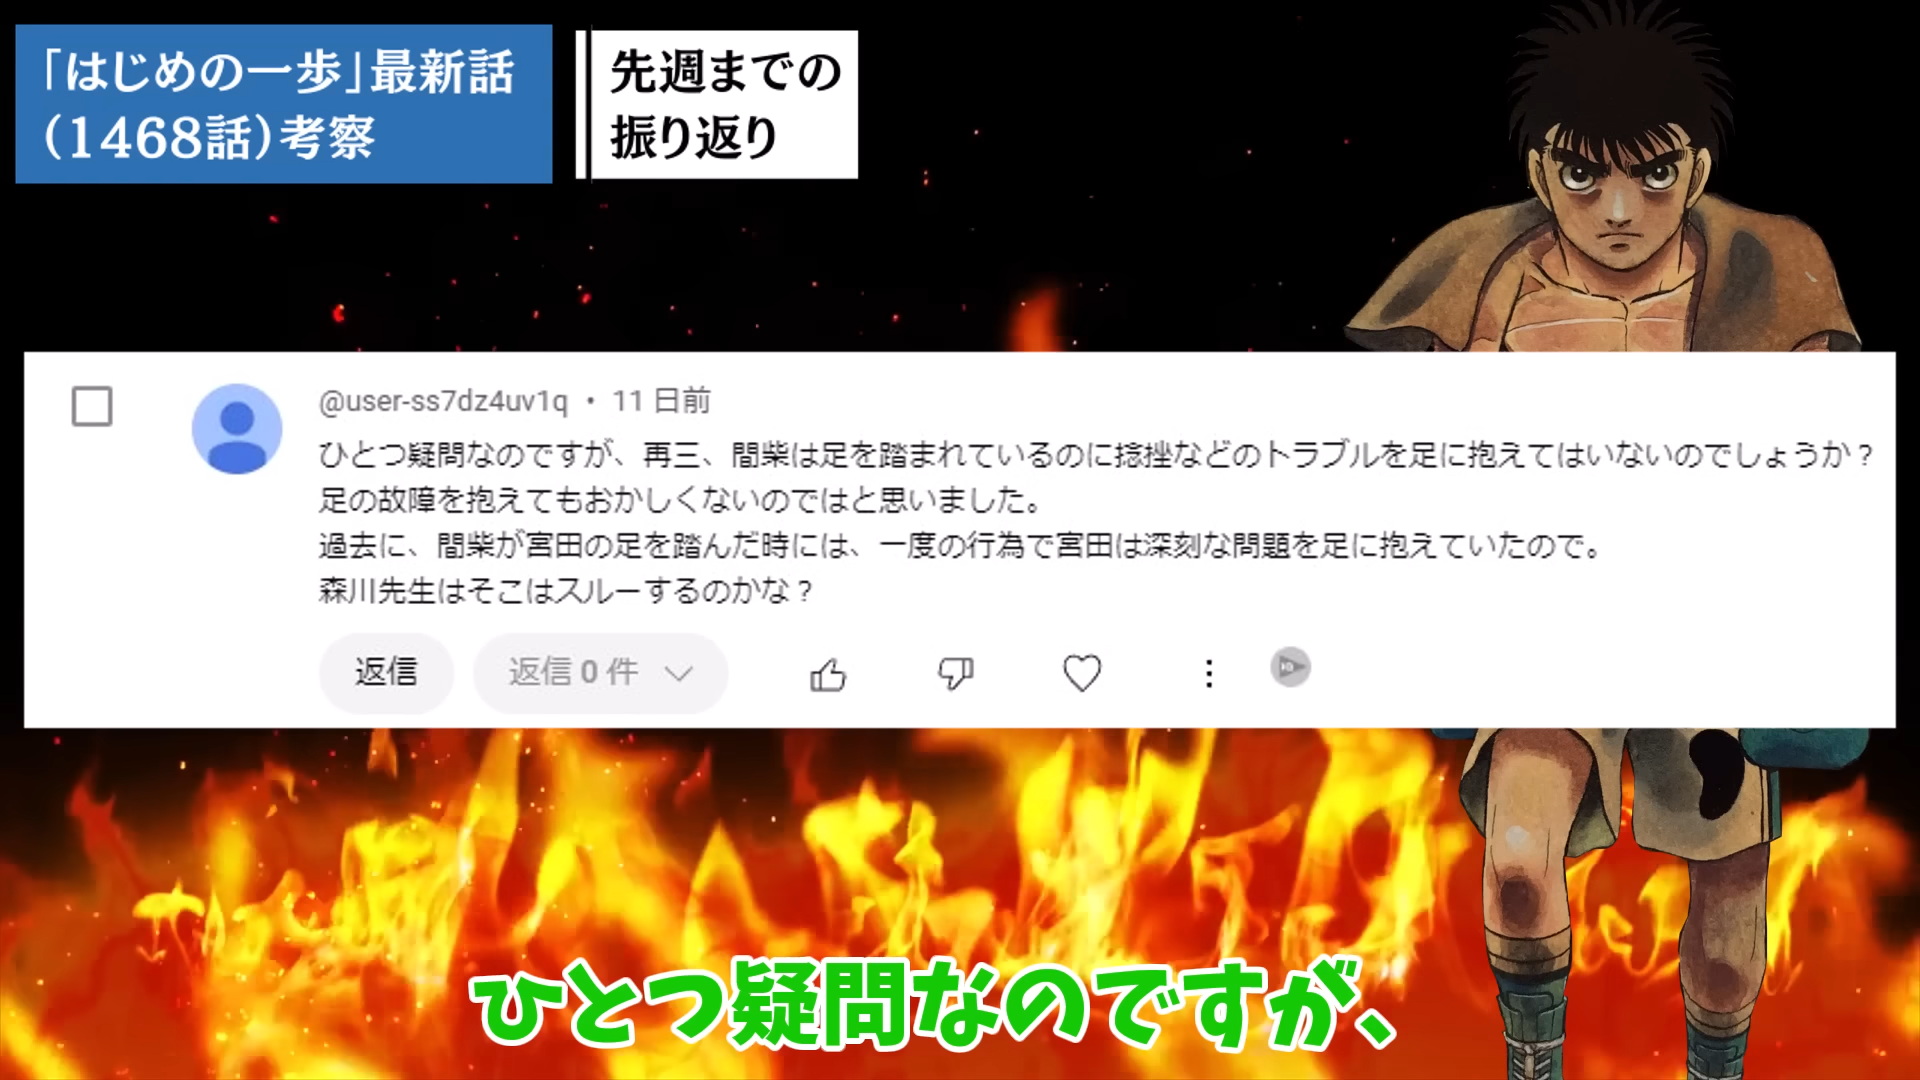 「はじめの一歩」最新話
（1468話）考察
先週までの
振り返り
@user-ss7dz4uv1q • 11 日前
ひとつ疑問なのですが、再三、間柴は足を踏まれているのに捻挫などのトラブルを足に抱えてはいないのでしょうか？
足の故障を抱えてもおかしくないのではと思いました。
過去に、間柴が宮田の足を踏んだ時には、一度の行為で宮田は深刻な問題を足に抱えていたので。
森川先生はそこはスルーするのかな？
返信
返信 0 件
ひとつ疑問なのですが、